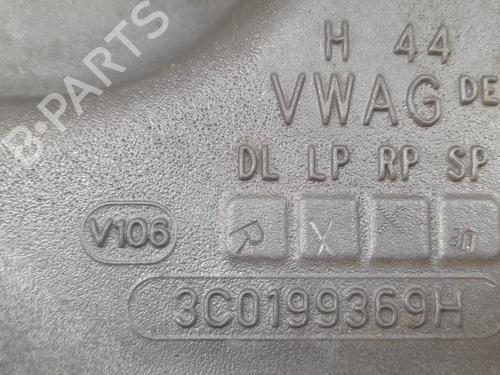 B-PARTS
H 44
VWAG DE
DL LP RP SP
V106
R X X
3C0199369H